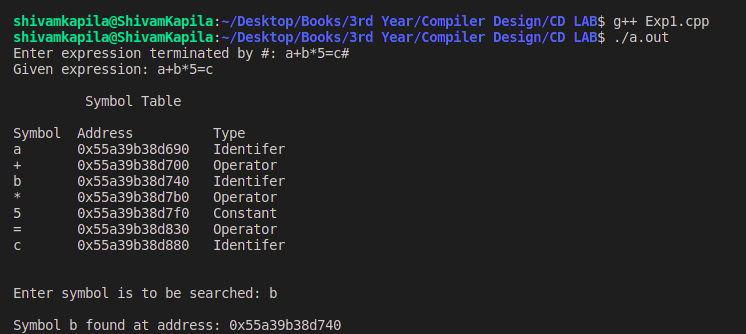 shivamkapila@ShivamKapila:~/Desktop/Books/3rd Year/Compiler Design/CD LAB$ g++ Exp1.cpp
shivamkapila@ShivamKapila:~/Desktop/Books/3rd Year/Compiler Design/CD LAB$ ./a.out
Enter expression terminated by #: a+b*5=c#
Given expression: a+b*5=c
Symbol Table
Symbol  Address          Type
a       0x55a39b38d690   Identifer
+       0x55a39b38d700   Operator
b       0x55a39b38d740   Identifer
*       0x55a39b38d7b0   Operator
5       0x55a39b38d7f0   Constant
=       0x55a39b38d830   Operator
c       0x55a39b38d880   Identifer
Enter symbol is to be searched: b
Symbol b found at address: 0x55a39b38d740